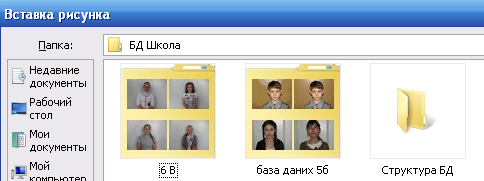 Вставка рисунка
Папка:
БД Школа
Недавние
документы
Рабочий
стол
Мои
документы
Мой
компьютер
6 В
база даних 5б
Структура БД